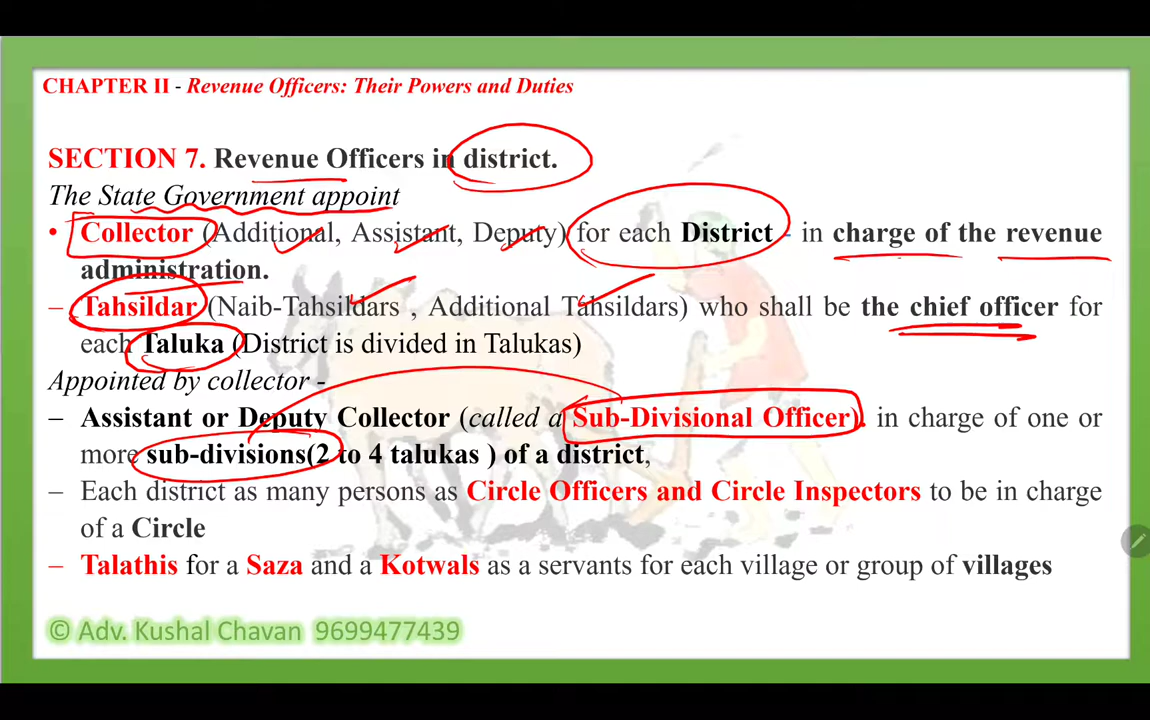 CHAPTER II - Revenue Officers: Their Powers and Duties
SECTION 7. Revenue Officers in district.
The State Government appoint
• Collector (Additional, Assistant, Deputy) for each District - in charge of the revenue
administration.
– Tahsildar (Naib-Tahsildars , Additional Tahsildars) who shall be the chief officer for
each Taluka (District is divided in Talukas)
Appointed by collector -
– Assistant or Deputy Collector (called a Sub-Divisional Officer). in charge of one or
more sub-divisions(2 to 4 talukas ) of a district,
– Each district as many persons as Circle Officers and Circle Inspectors to be in charge
of a Circle
– Talathis for a Saza and a Kotwals as a servants for each village or group of villages
© Adv. Kushal Chavan 9699477439